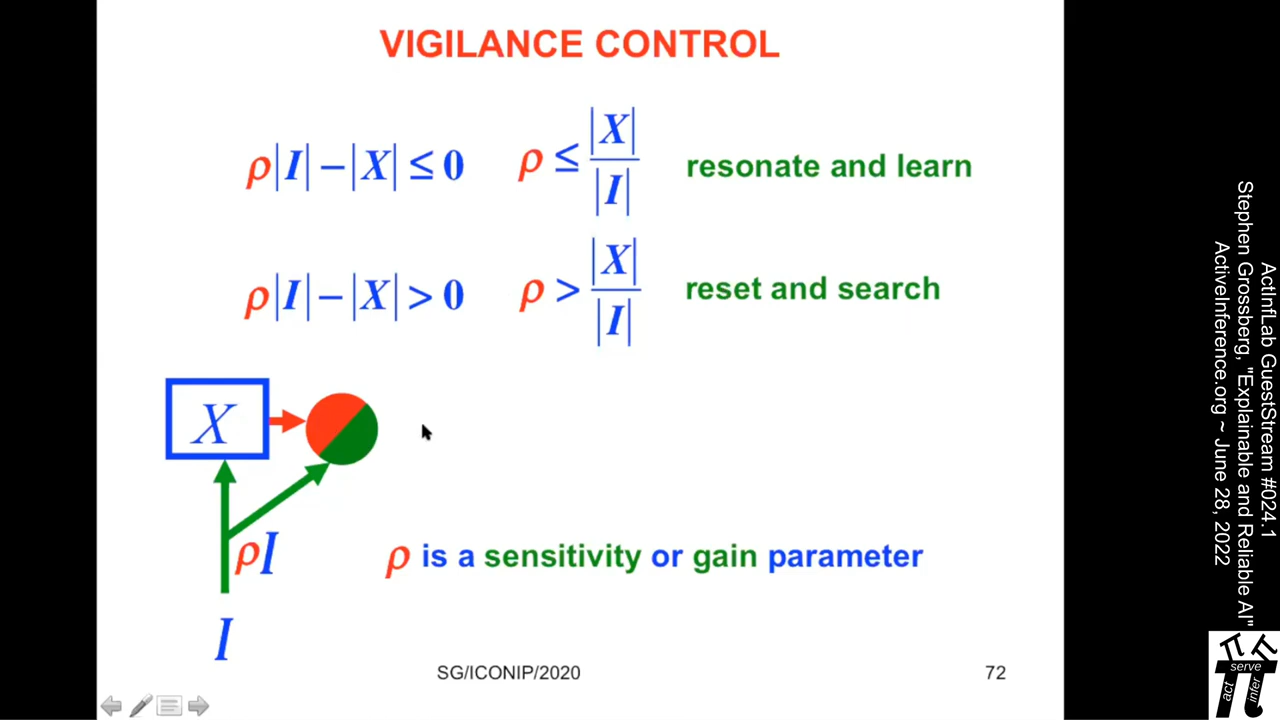 VIGILANCE CONTROL
ρ|I| − |X| ≤ 0 ρ ≤ |X| / |I| resonate and learn
ρ|I| − |X| > 0 ρ > |X| / |I| reset and search
X
ρI
ρ is a sensitivity or gain parameter
I
SG/ICONIP/2020
72
ActInfLab GuestStream #024.1
Stephen Grossberg, "Explainable and Reliable AI"
ActiveInference.org ~ June 28, 2022
serve
act
infer